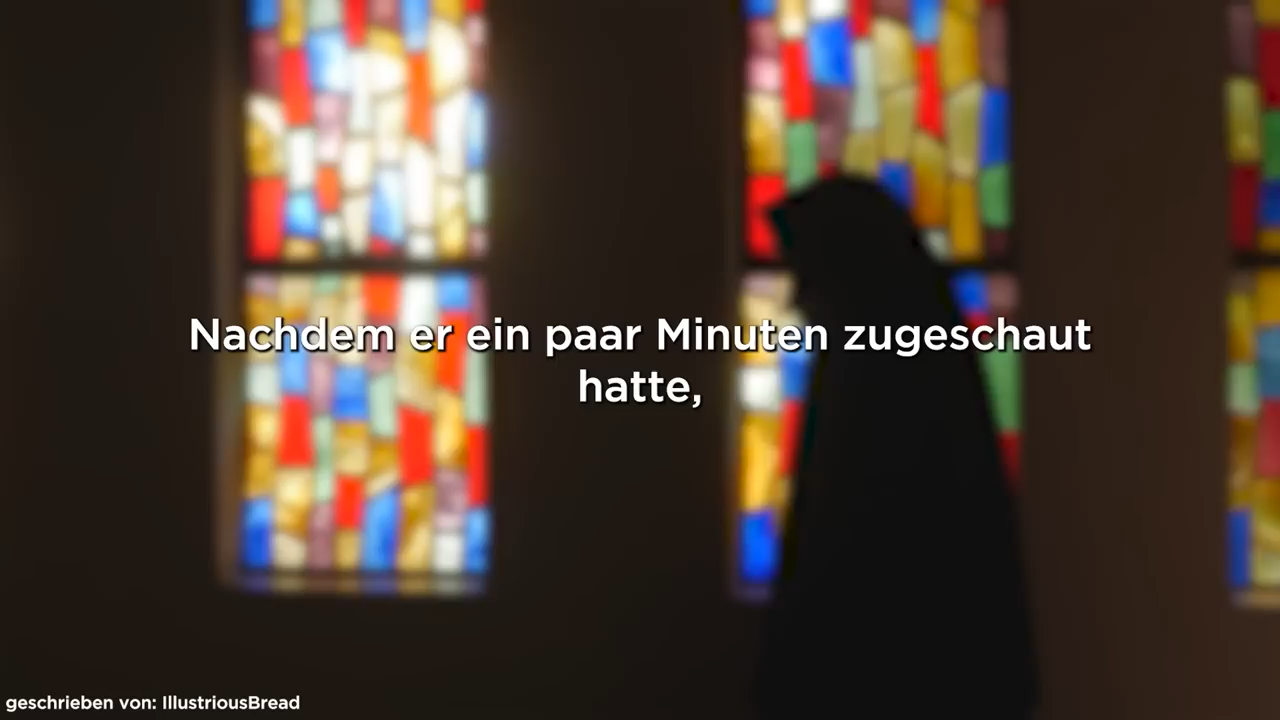 Nachdem er ein paar Minuten zugeschaut
hatte,
geschrieben von: IllustriousBread